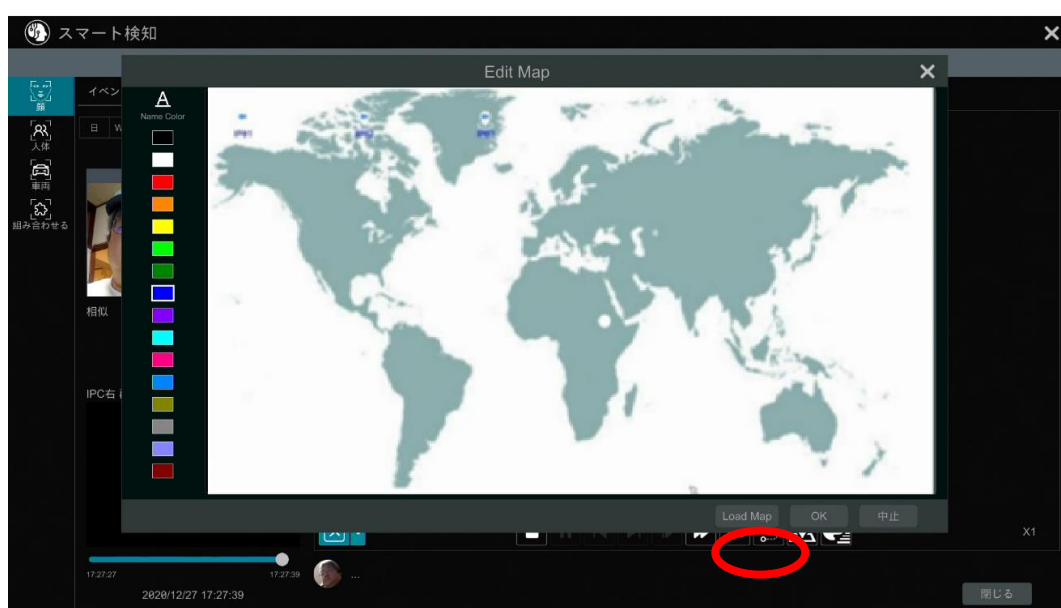 スマート検知
Edit Map
顔
イベン
Name Color
日 W
人体
車両
組み合わせる
相似
IPC右
Load Map OK 中止
X1
17:27:27 17:27:39
...
2020/12/27 17:27:39
閉じる